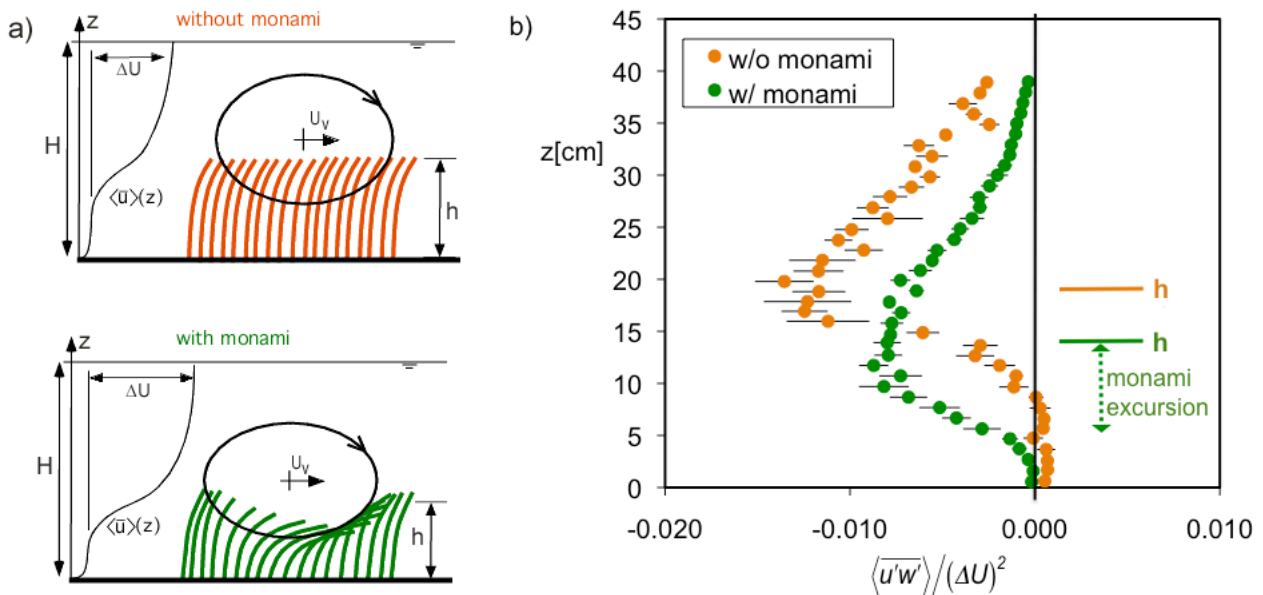 a)
z
without monami
ΔU
H
U_v
⟨ū⟩(z)
h
with monami
z
ΔU
H
U_v
⟨ū⟩(z)
h
b)
45
40
35
30
25
20
15
10
5
0
z[cm]
w/o monami
w/ monami
h
h
monami
excursion
-0.020 -0.010 0.000 0.010
⟨u'w'⟩/(ΔU)²